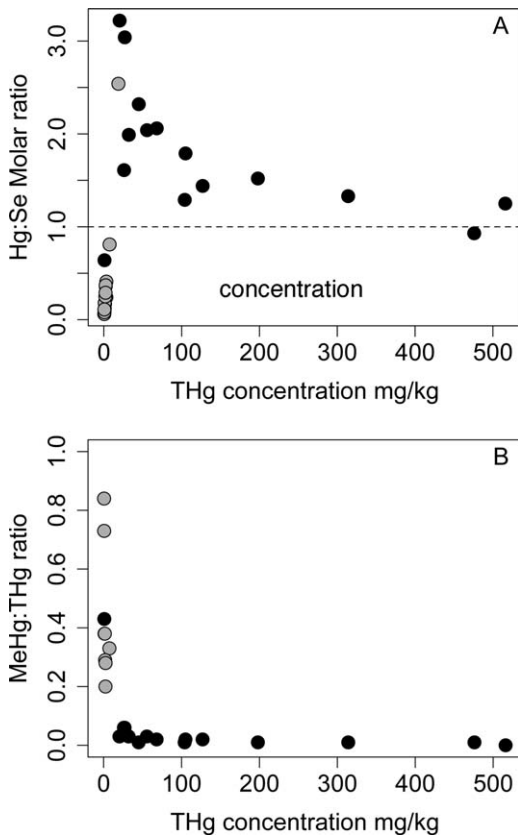 A
3.0
2.0
1.0
0.0
Hg:Se Molar ratio
concentration
0 100 200 300 400 500
THg concentration mg/kg
B
1.0
0.8
0.6
0.4
0.2
0.0
MeHg:THg ratio
0 100 200 300 400 500
THg concentration mg/kg